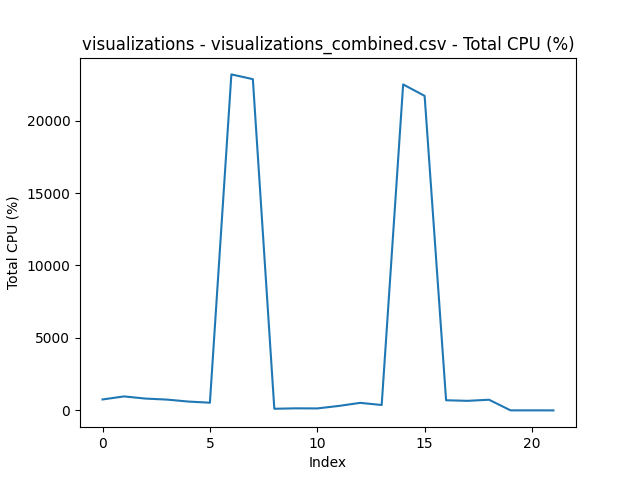 visualizations - visualizations_combined.csv - Total CPU (%)
20000
15000
10000
5000
0
Total CPU (%)
0 5 10 15 20
Index